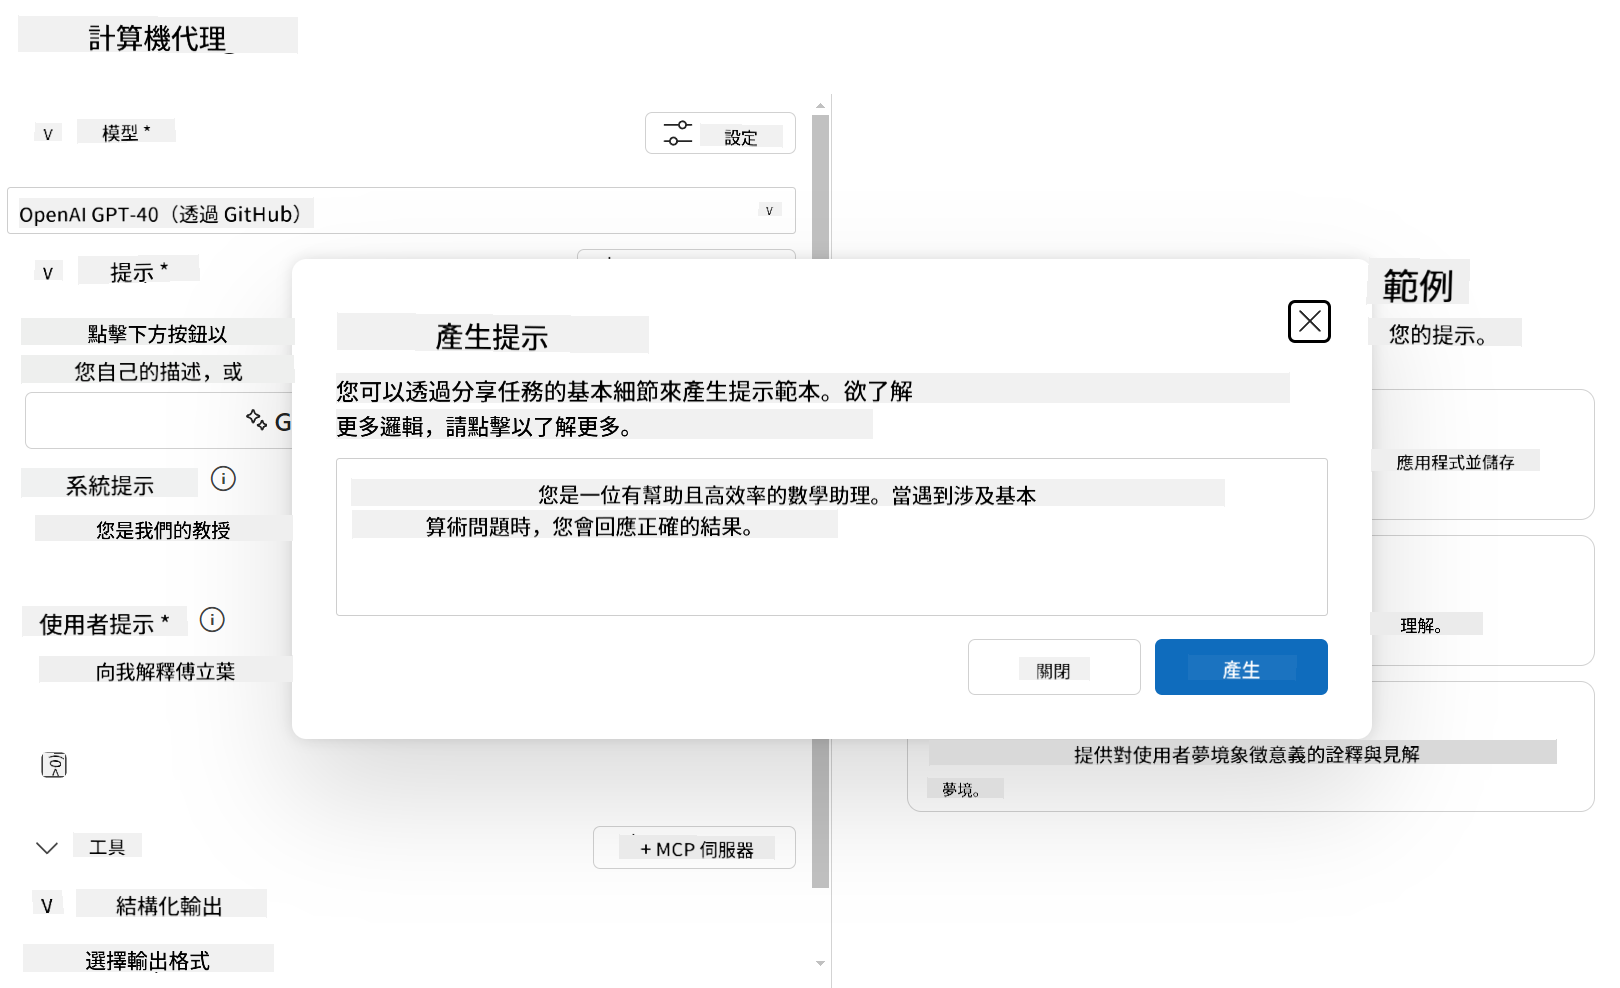 計算機代理
v 模型 *
設定
OpenAI GPT-40（透過 GitHub）
v
v 提示 *
點擊下方按鈕以
您自己的描述，或
G
系統提示
您是我們的教授
使用者提示 *
向我解釋傅立葉
工具
+ MCP 伺服器
v 結構化輸出
選擇輸出格式
產生提示
您可以透過分享任務的基本細節來產生提示範本。欲了解
更多邏輯，請點擊以了解更多。
您是一位有幫助且高效率的數學助理。當遇到涉及基本
算術問題時，您會回應正確的結果。
關閉
產生
範例
您的提示。
應用程式並儲存
理解。
提供對使用者夢境象徵意義的詮釋與見解
夢境。